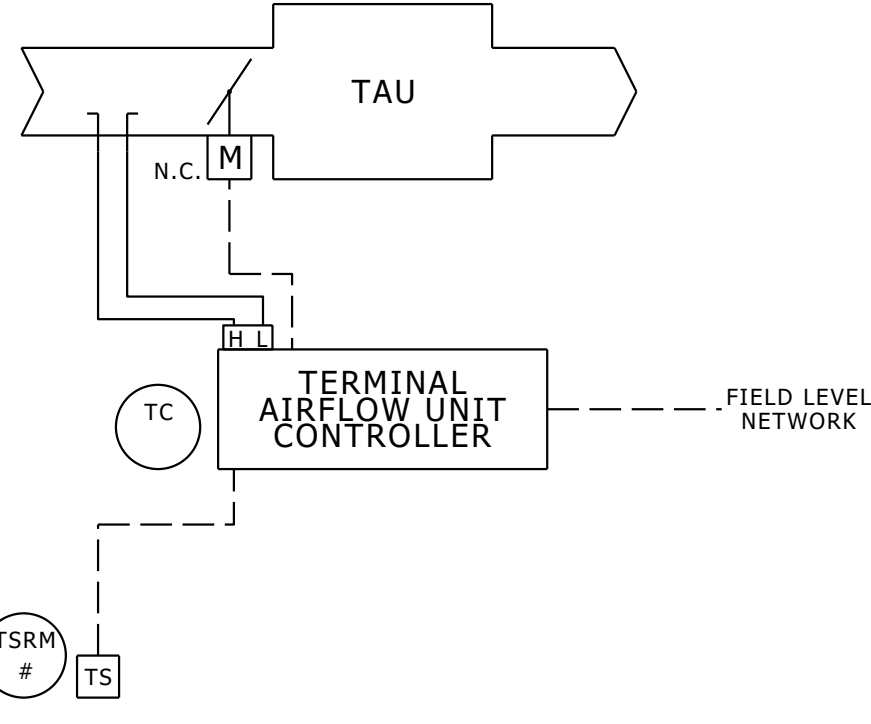 TAU
N.C.
M
H L
TERMINAL
AIRFLOW UNIT
CONTROLLER
TC
FIELD LEVEL
NETWORK
TSRM
#
TS